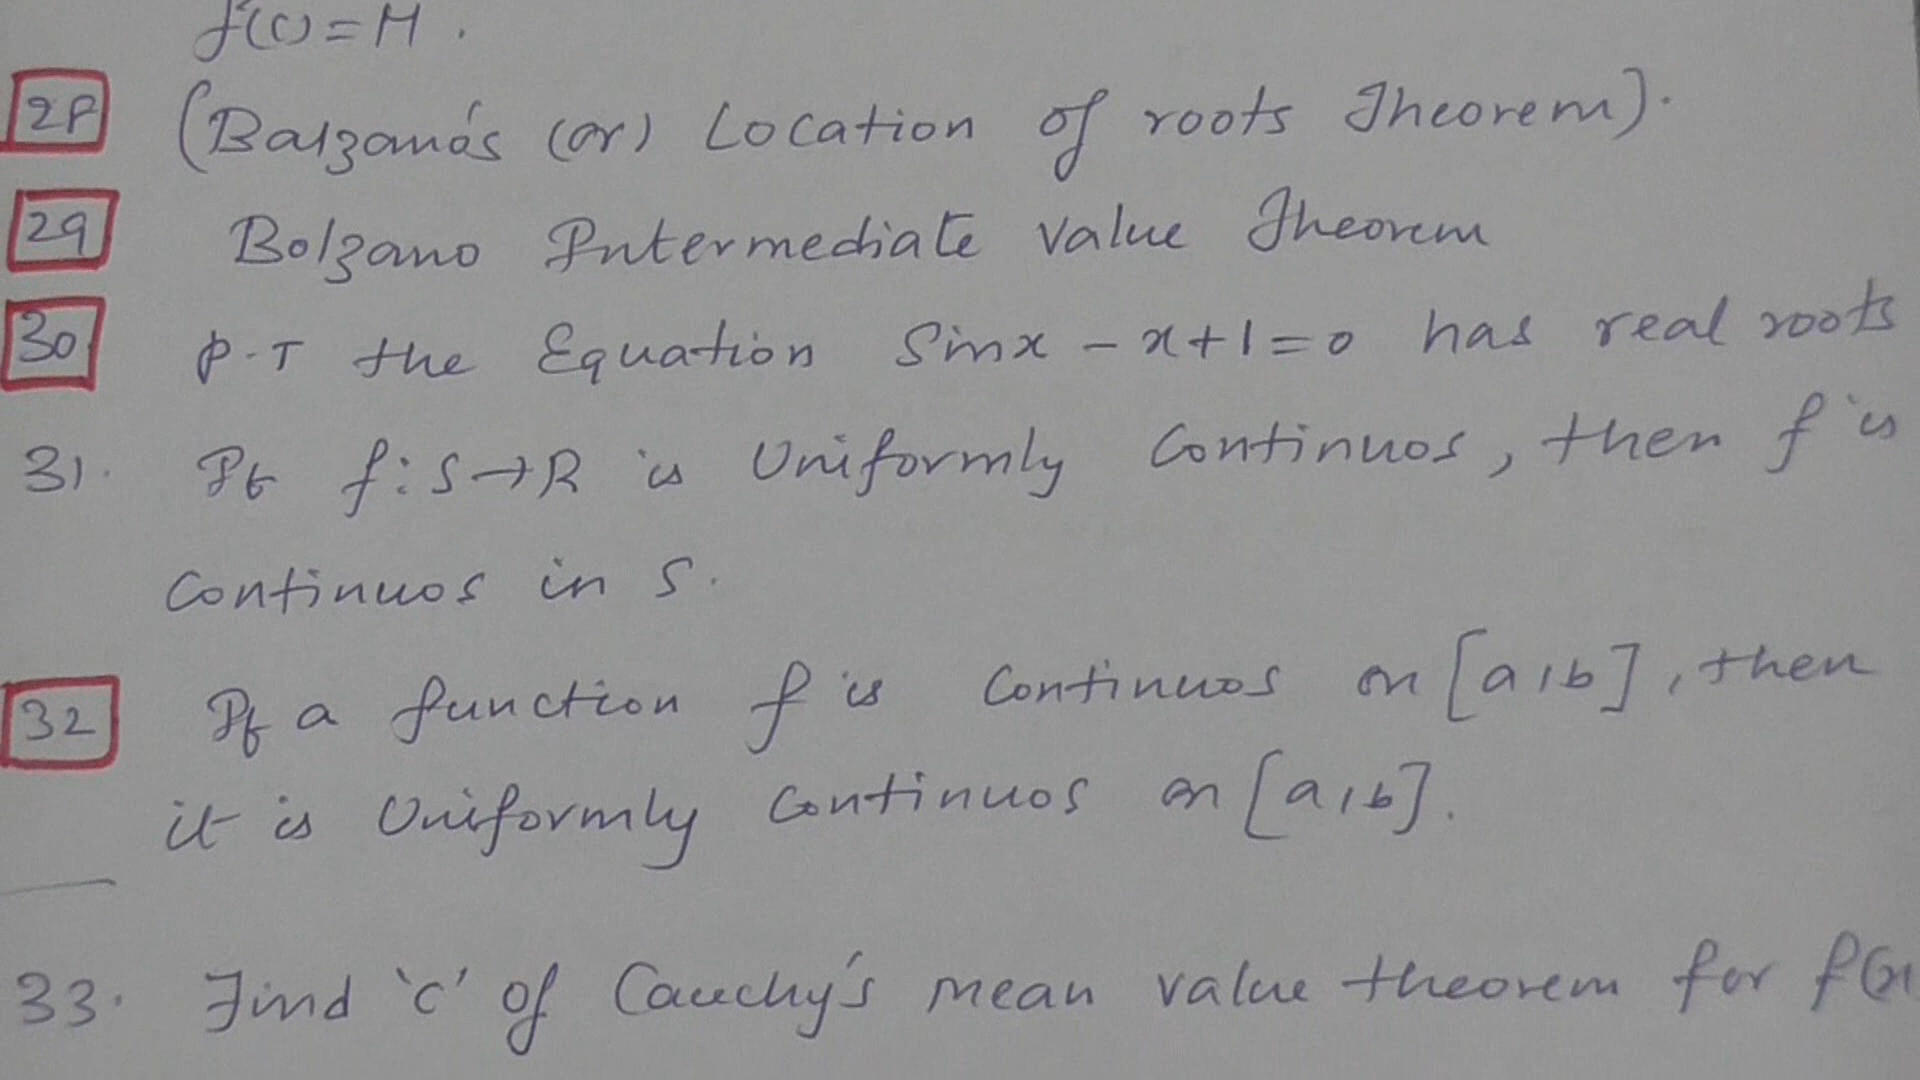 f(c)=M.
28 (Balzano's (or) Location of roots Theorem).
29 Bolzano Intermediate value Theorem
30 P.T the Equation Sinx - x+1=0 has real roots
31. If f:S→R is Uniformly Continuos, then f is
Continuos in S.
32 If a function f is Continuos on [a,b], then
it is Uniformly Continuos on [a,b].
33. Find 'c' of Cauchy's mean value theorem for f(x